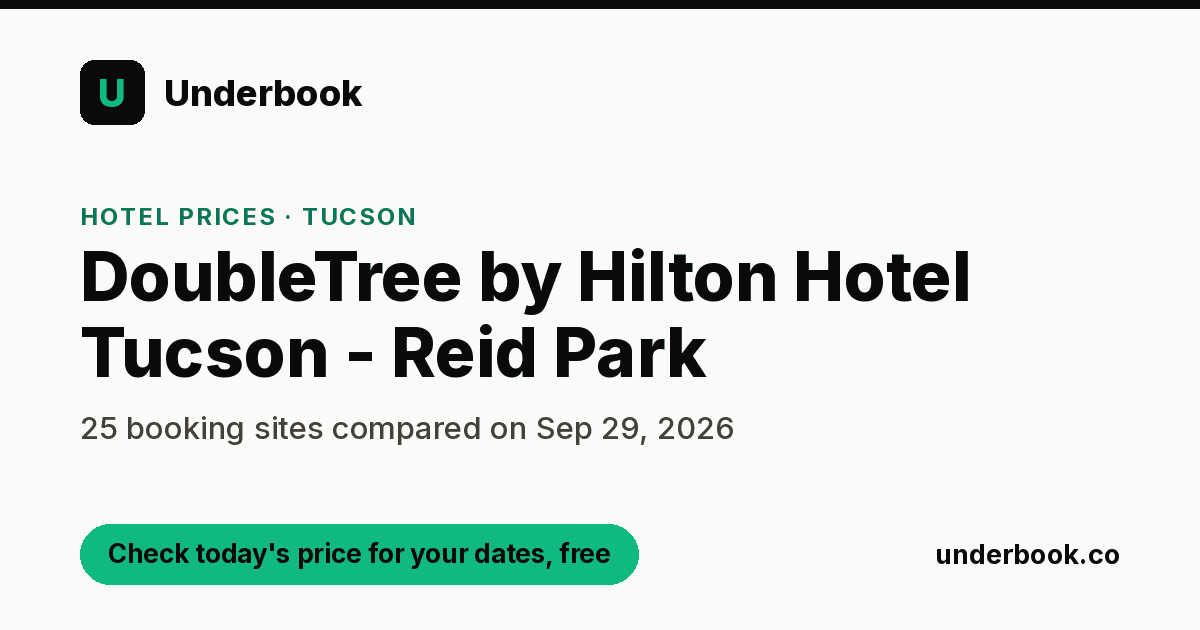 U
Underbook
HOTEL PRICES · TUCSON
DoubleTree by Hilton Hotel
Tucson - Reid Park
25 booking sites compared on Sep 29, 2026
Check today's price for your dates, free
underbook.co